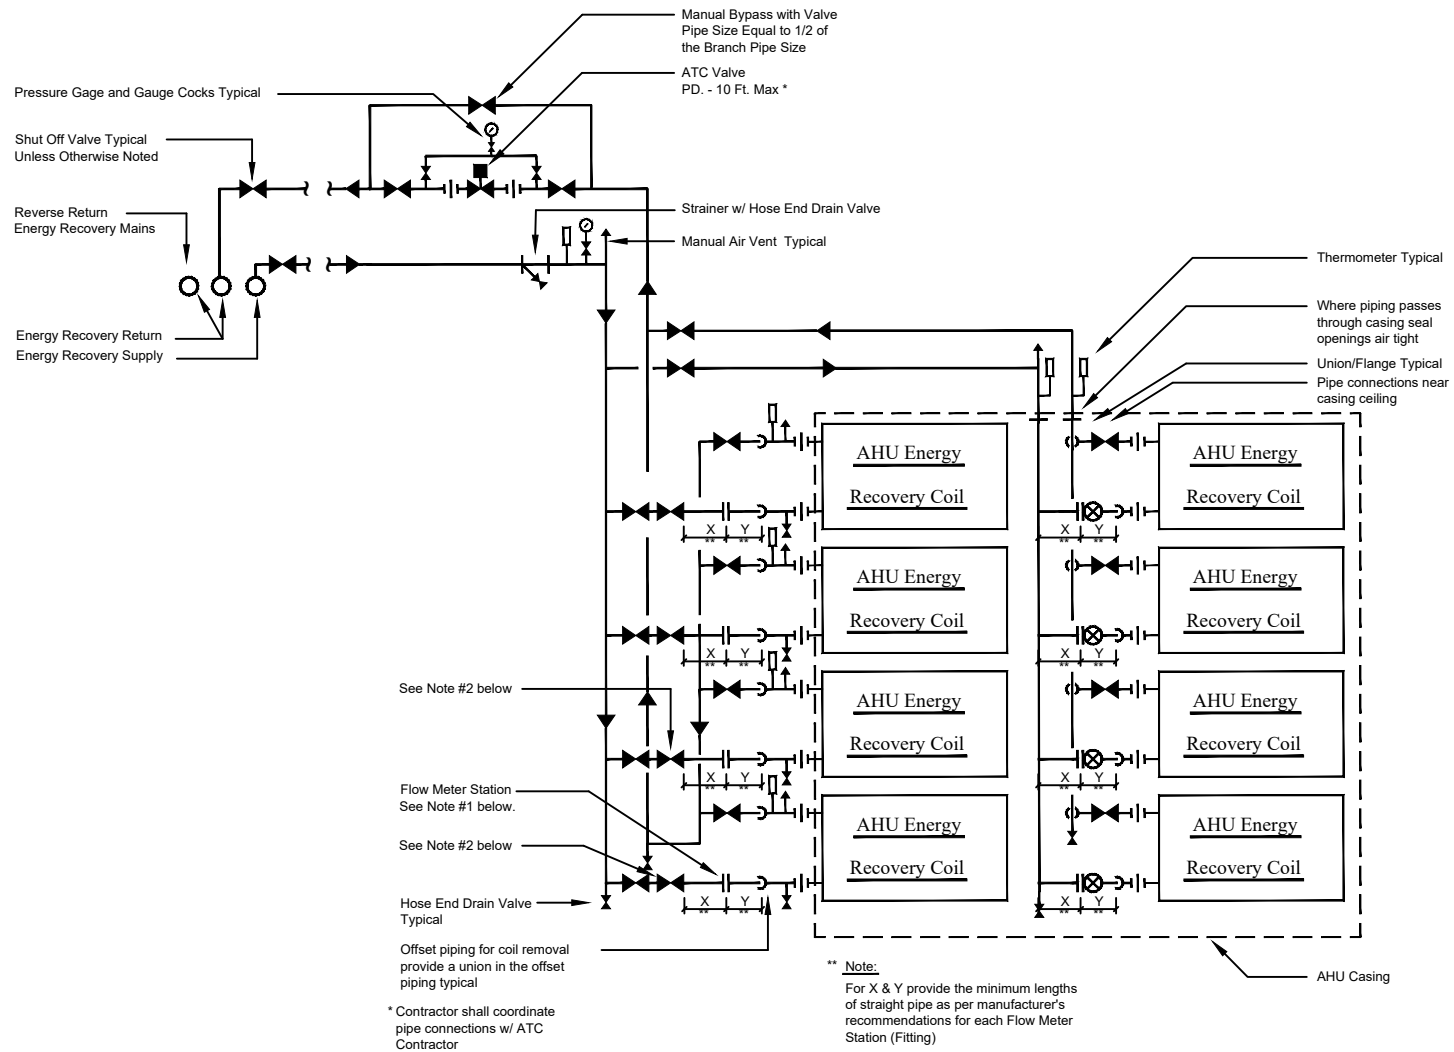 Manual Bypass with Valve
Pipe Size Equal to 1/2 of
the Branch Pipe Size
ATC Valve
PD. - 10 Ft. Max *
Pressure Gage and Gauge Cocks Typical
Shut Off Valve Typical
Unless Otherwise Noted
Reverse Return
Energy Recovery Mains
Strainer w/ Hose End Drain Valve
Manual Air Vent Typical
Energy Recovery Return
Energy Recovery Supply
Thermometer Typical
Where piping passes
through casing seal
openings air tight
Union/Flange Typical
Pipe connections near
casing ceiling
AHU Energy
Recovery Coil
AHU Energy
Recovery Coil
X Y
** **
X Y
** **
AHU Energy
Recovery Coil
AHU Energy
Recovery Coil
X Y
** **
X Y
** **
See Note #2 below
AHU Energy
Recovery Coil
AHU Energy
Recovery Coil
X Y
** **
X Y
** **
Flow Meter Station
See Note #1 below.
See Note #2 below
AHU Energy
Recovery Coil
AHU Energy
Recovery Coil
X Y
** **
X Y
** **
Hose End Drain Valve
Typical
Offset piping for coil removal
provide a union in the offset
piping typical
* Contractor shall coordinate
pipe connections w/ ATC
Contractor
** Note:
For X & Y provide the minimum lengths
of straight pipe as per manufacturer's
recommendations for each Flow Meter
Station (Fitting)
AHU Casing